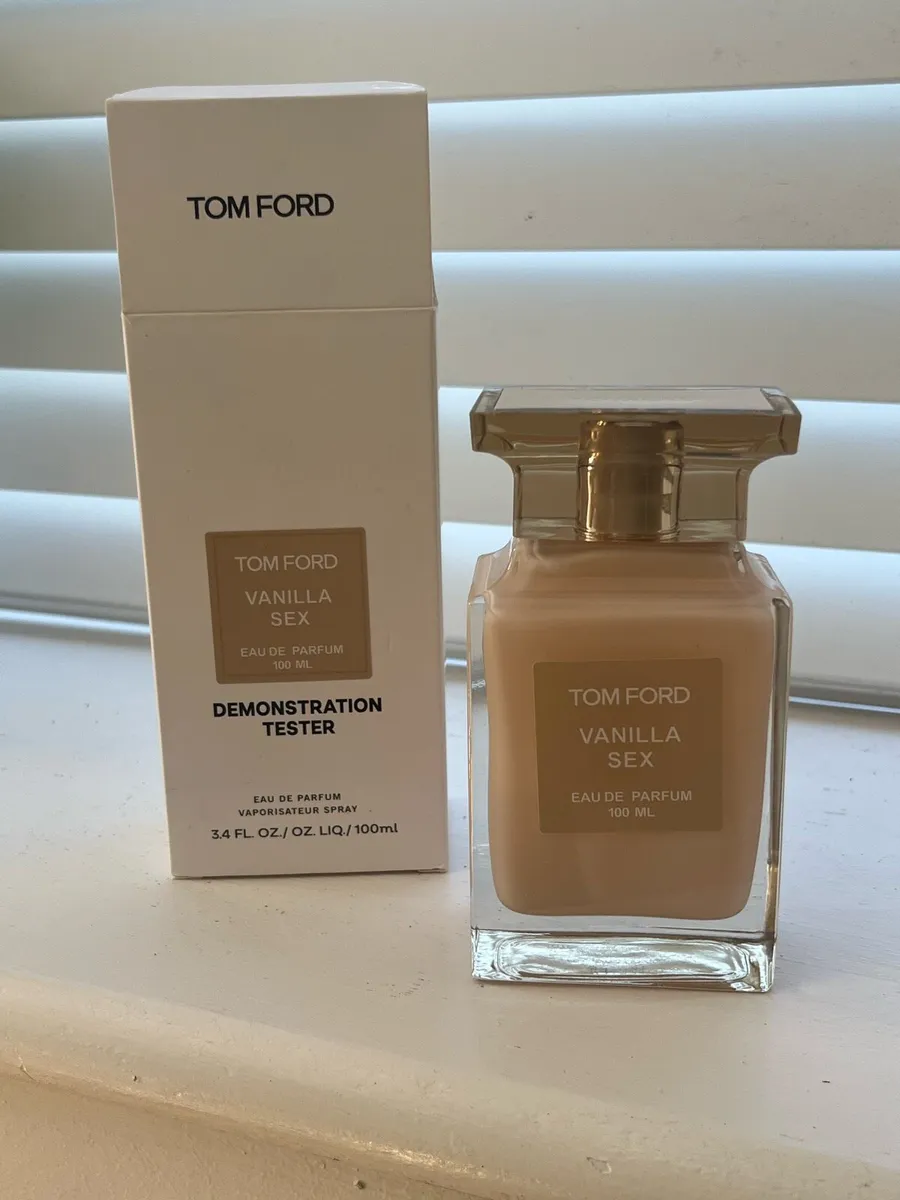 TOM FORD
TOM FORD
VANILLA
SEX
EAU DE PARFUM
100 ML
DEMONSTRATION
TESTER
EAU DE PARFUM
VAPORISATEUR SPRAY
3.4 FL. OZ./ OZ. LIQ./ 100ml
TOM FORD
VANILLA
SEX
EAU DE PARFUM
100 ML